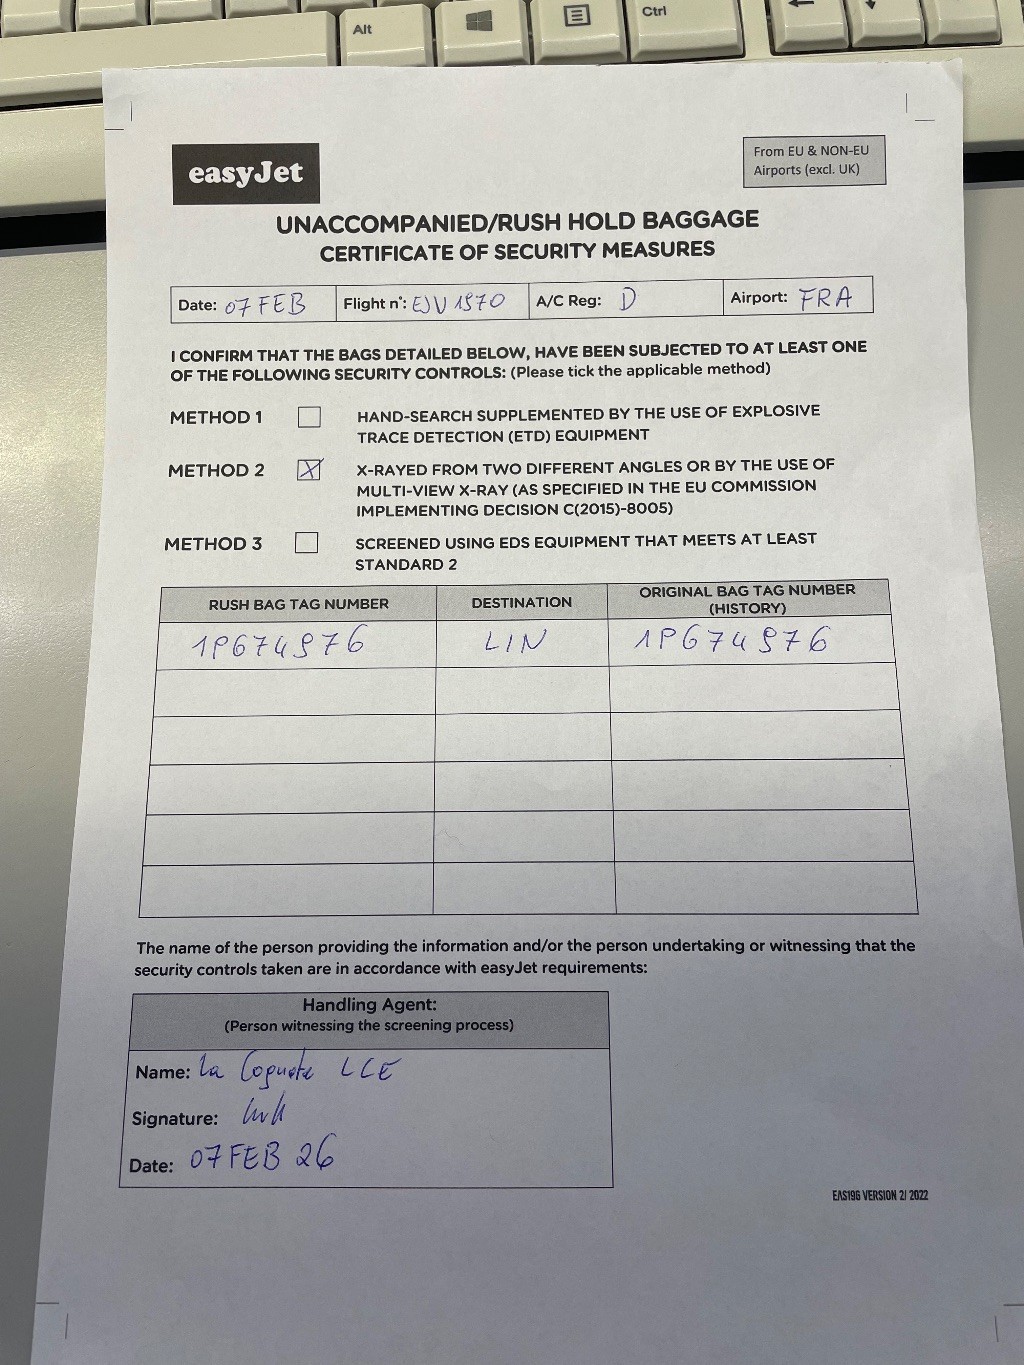 Alt
Ctrl
easyJet
From EU & NON-EU
Airports (excl. UK)
UNACCOMPANIED/RUSH HOLD BAGGAGE
CERTIFICATE OF SECURITY MEASURES
Date: 07 FEB Flight n°: EJU 1970 A/C Reg: D Airport: FRA
I CONFIRM THAT THE BAGS DETAILED BELOW, HAVE BEEN SUBJECTED TO AT LEAST ONE
OF THE FOLLOWING SECURITY CONTROLS: (Please tick the applicable method)
METHOD 1 HAND-SEARCH SUPPLEMENTED BY THE USE OF EXPLOSIVE
TRACE DETECTION (ETD) EQUIPMENT
METHOD 2 X X-RAYED FROM TWO DIFFERENT ANGLES OR BY THE USE OF
MULTI-VIEW X-RAY (AS SPECIFIED IN THE EU COMMISSION
IMPLEMENTING DECISION C(2015)-8005)
METHOD 3 SCREENED USING EDS EQUIPMENT THAT MEETS AT LEAST
STANDARD 2
RUSH BAG TAG NUMBER DESTINATION ORIGINAL BAG TAG NUMBER
(HISTORY)
1P674976 LIN 1P674976
The name of the person providing the information and/or the person undertaking or witnessing that the
security controls taken are in accordance with easyJet requirements:
Handling Agent:
(Person witnessing the screening process)
Name: La LCE
Signature:
Date: 07 FEB 26
EAS196 VERSION 2/ 2022